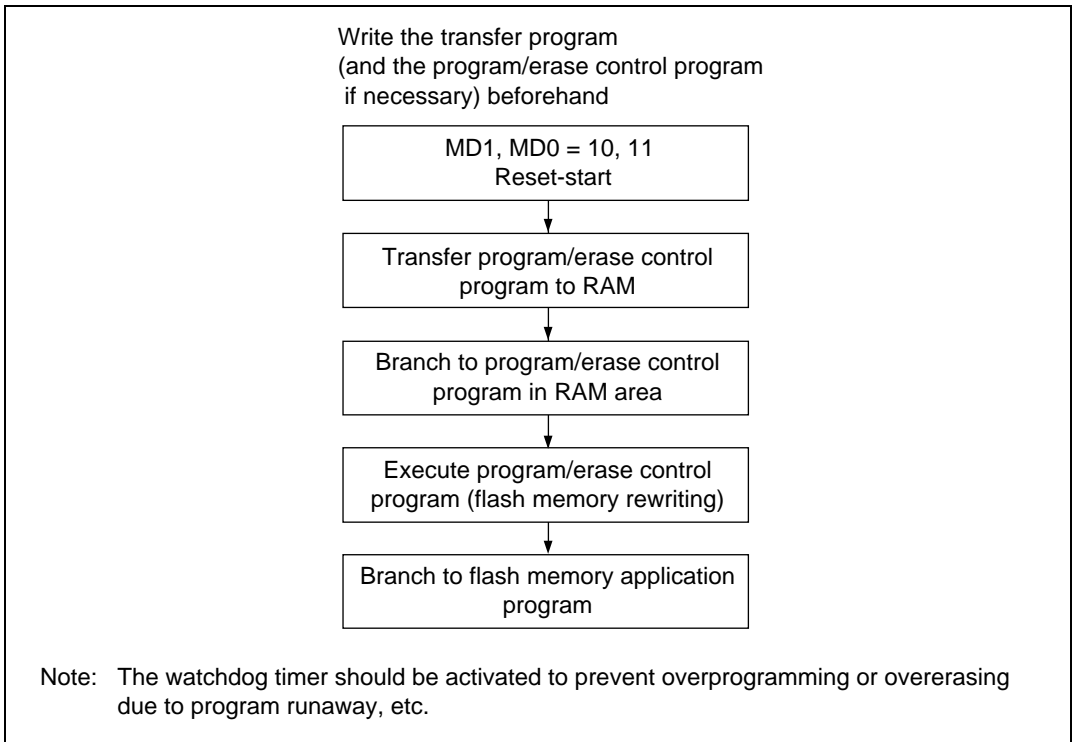 Write the transfer program
(and the program/erase control program
if necessary) beforehand
MD1, MD0 = 10, 11
Reset-start
Transfer program/erase control
program to RAM
Branch to program/erase control
program in RAM area
Execute program/erase control
program (flash memory rewriting)
Branch to flash memory application
program
Note: The watchdog timer should be activated to prevent overprogramming or overerasing
due to program runaway, etc.